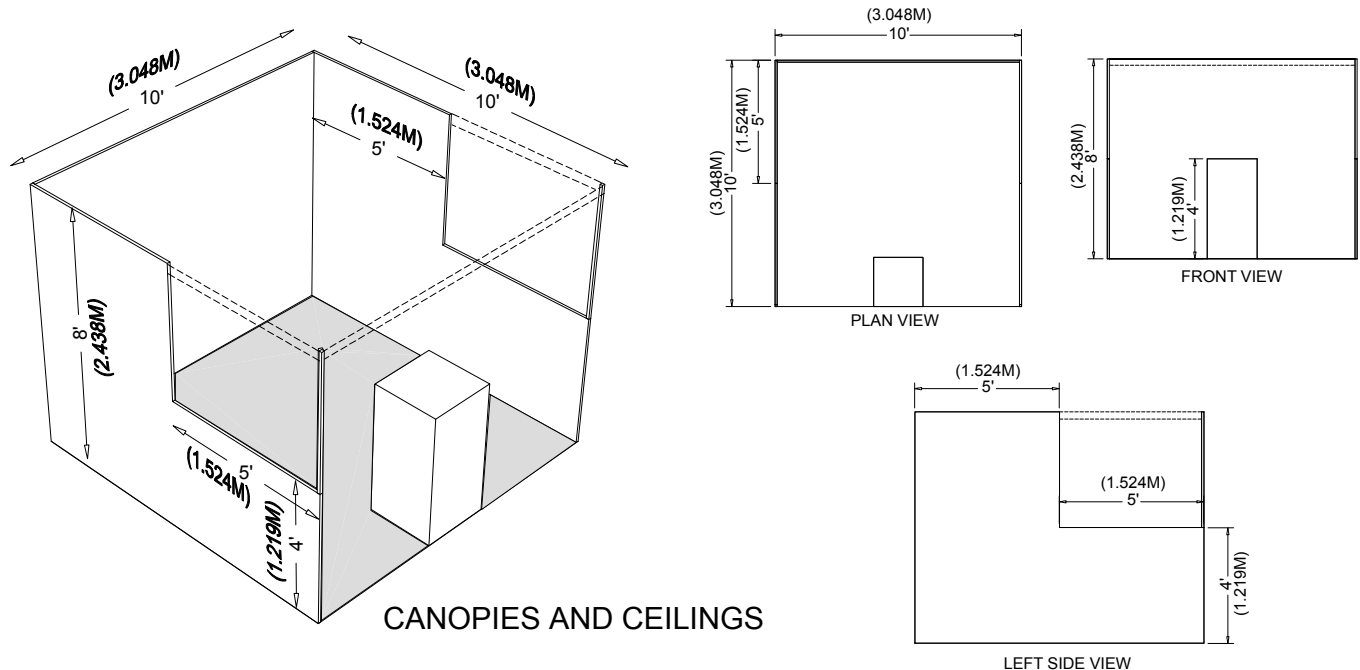 (3.048M)
10'
(3.048M)
10'
(1.524M)
5'
8'
(2.438M)
5'
(1.524M)
4'
(1.219M)
CANOPIES AND CEILINGS
(3.048M)
10'
(3.048M)
10'
(1.524M)
5'
PLAN VIEW
(2.438M)
8'
(1.219M)
4'
FRONT VIEW
(1.524M)
5'
(1.524M)
5'
4'
(1.219M)
LEFT SIDE VIEW